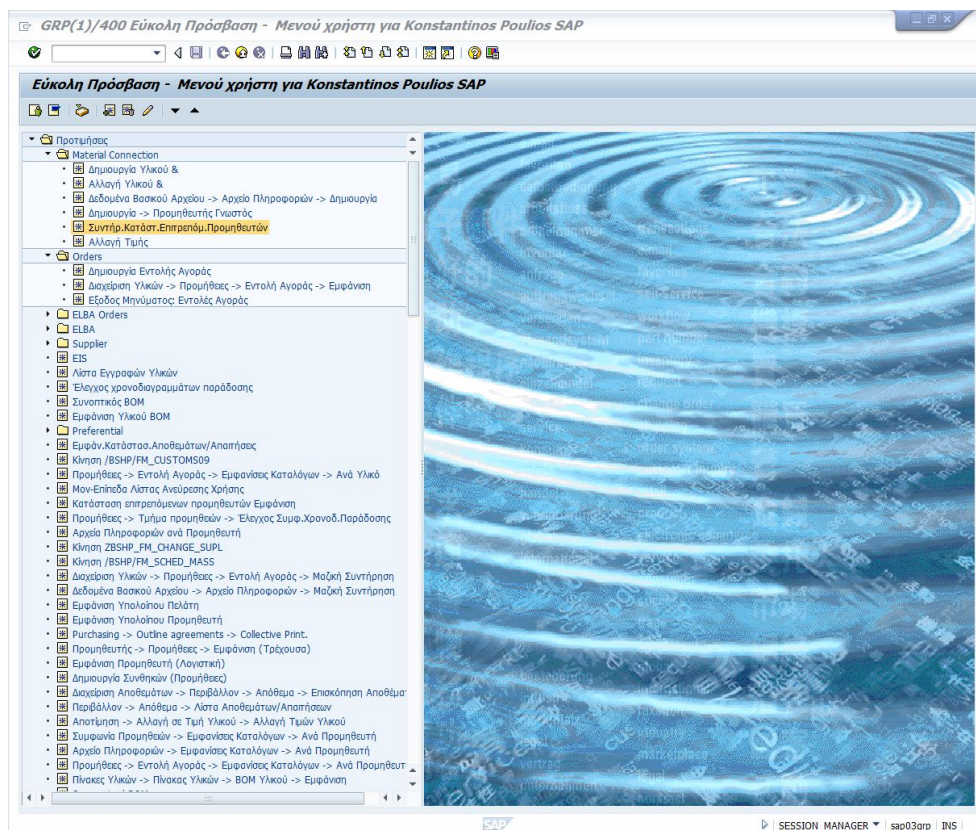 GRP(1)/400 Εύκολη Πρόσβαση - Μενού χρήστη για Konstantinos Poulios SAP
Εύκολη Πρόσβαση - Μενού χρήστη για Konstantinos Poulios SAP
Προτιμήσεις
Material Connection
Δημιουργία Υλικού &
Αλλαγή Υλικού &
Δεδομένα Βασικού Αρχείου -> Αρχείο Πληροφοριών -> Δημιουργία
Δημιουργία -> Προμηθευτής Γνωστός
Συντήρ.Κατάστ.Επιτρεπόμ.Προμηθευτών
Αλλαγή Τιμής
Orders
Δημιουργία Εντολής Αγοράς
Διαχείριση Υλικών -> Προμήθειες -> Εντολή Αγοράς -> Εμφάνιση
Εξοδος Μηνύματος: Εντολές Αγοράς
ELBA Orders
ELBA
Supplier
EIS
Λίστα Εγγραφών Υλικών
Έλεγχος χρονοδιαγραμμάτων παράδοσης
Συνοπτικός BOM
Εμφάνιση Υλικού BOM
Preferential
Εμφάν.Κατάστασ.Αποθεμάτων/Απαιτήσεις
Κίνηση /BSHP/FM_CUSTOMS09
Προμήθειες -> Εντολή Αγοράς -> Εμφανίσεις Καταλόγων -> Ανά Υλικό
Μον-Επίπεδα Λίστας Ανεύρεσης Χρήσης
Κατάσταση επιτρεπόμενων προμηθευτών Εμφάνιση
Προμήθειες -> Τμήμα προμηθειών -> Έλεγχος Συμφ.Χρονοδ.Παράδοσης
Αρχεία Πληροφοριών ανά Προμηθευτή
Κίνηση ZBSHP_FM_CHANGE_SUPL
Κίνηση /BSHP/FM_SCHED_MASS
Διαχείριση Υλικών -> Προμήθειες -> Εντολή Αγοράς -> Μαζική Συντήρηση
Δεδομένα Βασικού Αρχείου -> Αρχείο Πληροφοριών -> Μαζική Συντήρηση
Εμφάνιση Υπολοίπου Πελάτη
Εμφάνιση Υπολοίπου Προμηθευτή
Purchasing -> Outline agreements -> Collective Print.
Προμηθευτής -> Προμήθειες -> Εμφάνιση (Τρέχουσα)
Εμφάνιση Προμηθευτή (Λογιστική)
Δημιουργία Συνθηκών (Προμήθειες)
Διαχείριση Αποθεμάτων -> Περιβάλλον -> Απόθεμα -> Επισκόπηση Αποθέμα
Περιβάλλον -> Απόθεμα -> Λίστα Αποθεμάτων/Απαιτήσεων
Αποτίμηση -> Αλλαγή σε Τιμή Υλικού -> Αλλαγή Τιμών Υλικού
Συμφωνία Προμηθειών -> Εμφανίσεις Καταλόγων -> Ανά Προμηθευτή
Αρχείο Πληροφοριών -> Εμφανίσεις Καταλόγων -> Ανά Προμηθευτή
Προμήθειες -> Εντολή Αγοράς -> Εμφανίσεις Καταλόγων -> Ανά Προμηθευτ
Πίνακες Υλικών -> Πίνακας Υλικών -> BOM Υλικού -> Εμφάνιση
SAP
SESSION_MANAGER sap03grp INS